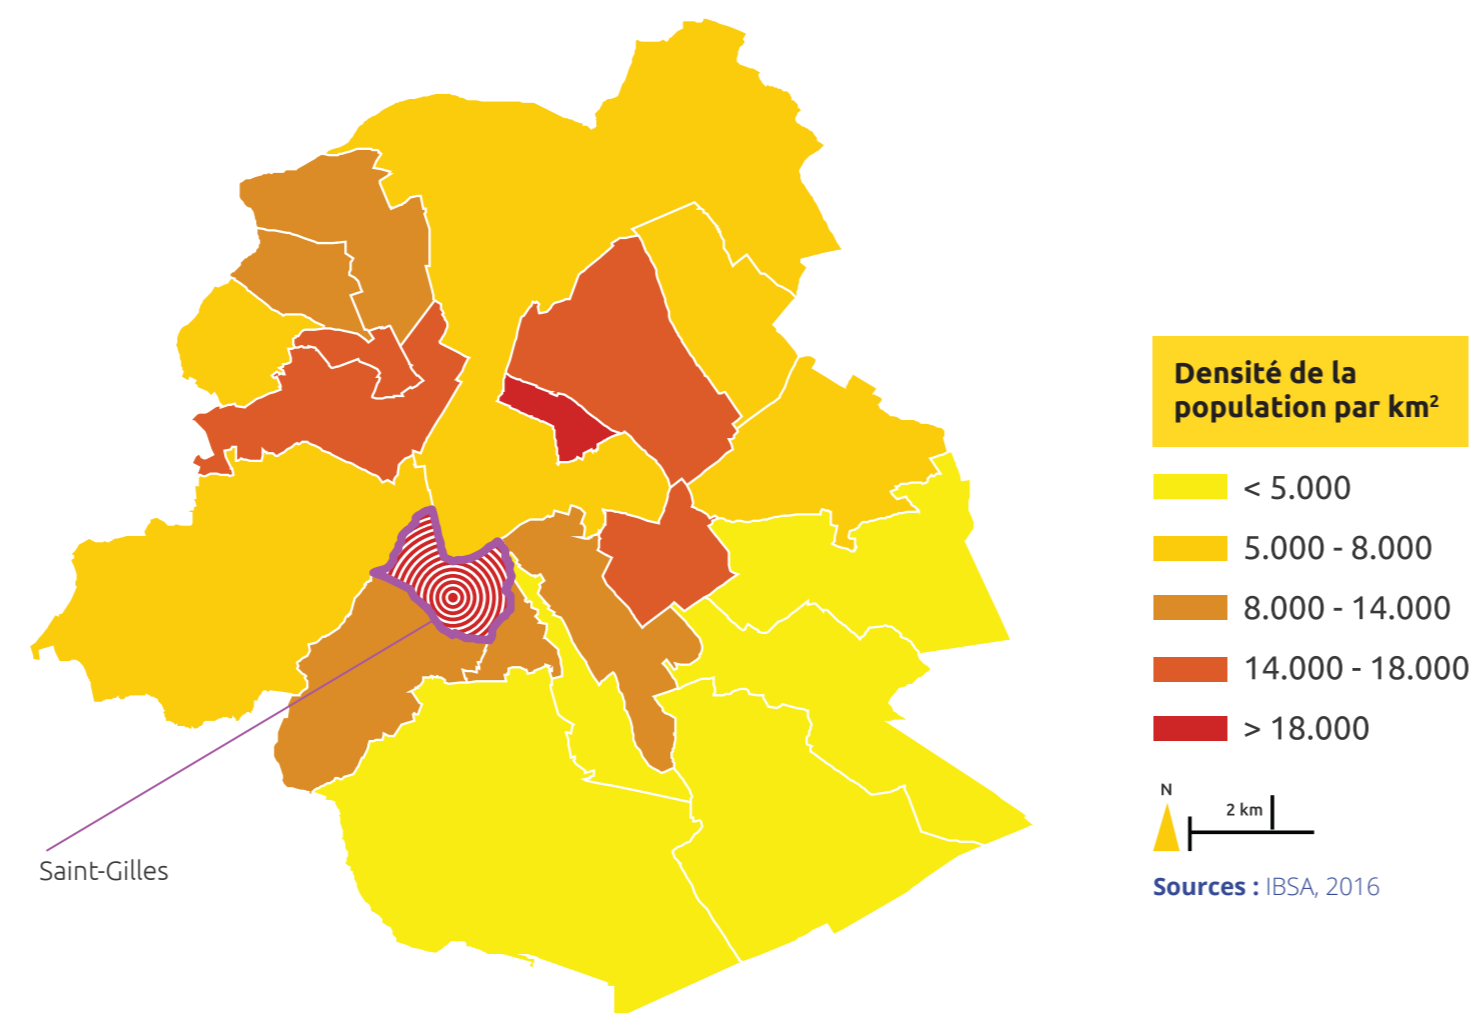 Densité de la
population par km²
< 5.000
5.000 - 8.000
8.000 - 14.000
14.000 - 18.000
> 18.000
N
2 km
Saint-Gilles
Sources : IBSA, 2016